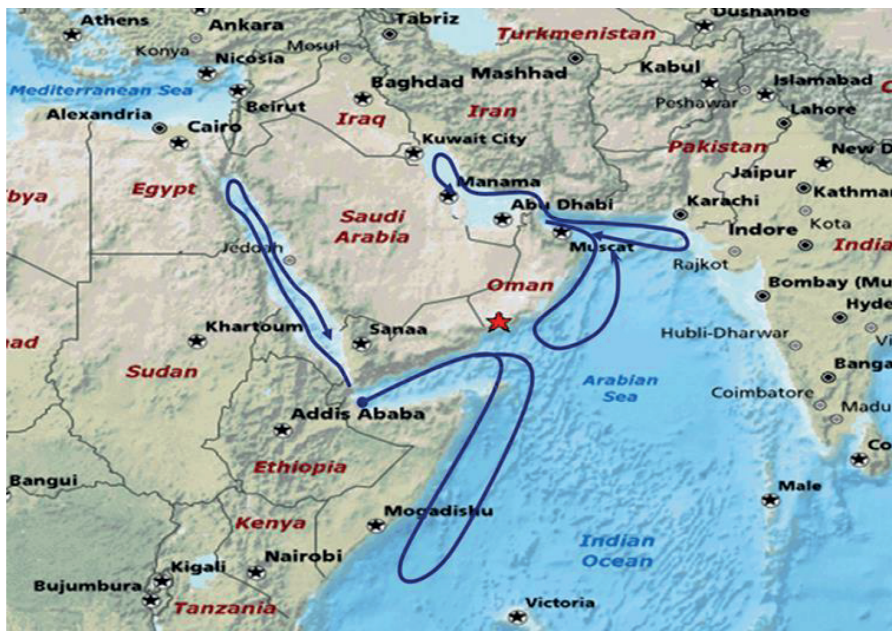 Athens
Ankara
Tabriz
Turkmenistan
Dushanbe
Konya
Mosul
Nicosia
Mashhad
Kabul
Islamabad
Mediterranean Sea
Beirut
Baghdad
Peshawar
Alexandria
Iraq
Iran
Lahore
Cairo
Kuwait City
Pakistan
New D
Egypt
Manama
Jaipur
Kathma
bya
Abu Dhabi
Karachi
Kota
Saudi
Arabia
Muscat
Indore
India
Jeddah
Rajkot
Oman
Bombay (Mu
Hyde
Khartoum
Sanaa
Hubli-Dharwar
Vi
ad
Sudan
Banga
Arabian
Sea
Coimbatore
Addis Ababa
Madu
Ethiopia
Co
Bangui
Male
Mogadishu
Kenya
Indian
Ocean
Kigali
Nairobi
Bujumbura
Victoria
Tanzania